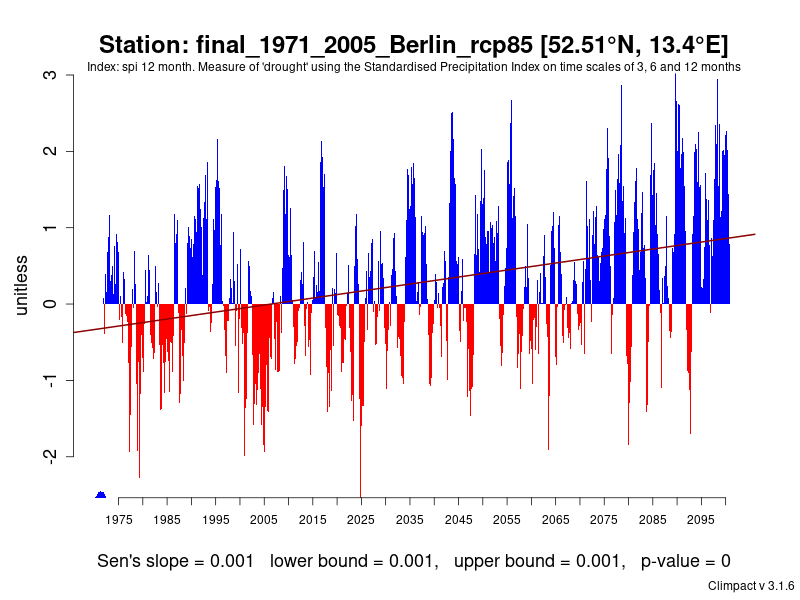 Station: final_1971_2005_Berlin_rcp85 [52.51°N, 13.4°E]
Index: spi 12 month. Measure of 'drought' using the Standardised Precipitation Index on time scales of 3, 6 and 12 months
3
2
1
0
-1
-2
unitless
1975 1985 1995 2005 2015 2025 2035 2045 2055 2065 2075 2085 2095
Sen's slope = 0.001 lower bound = 0.001, upper bound = 0.001, p-value = 0
Climpact v 3.1.6